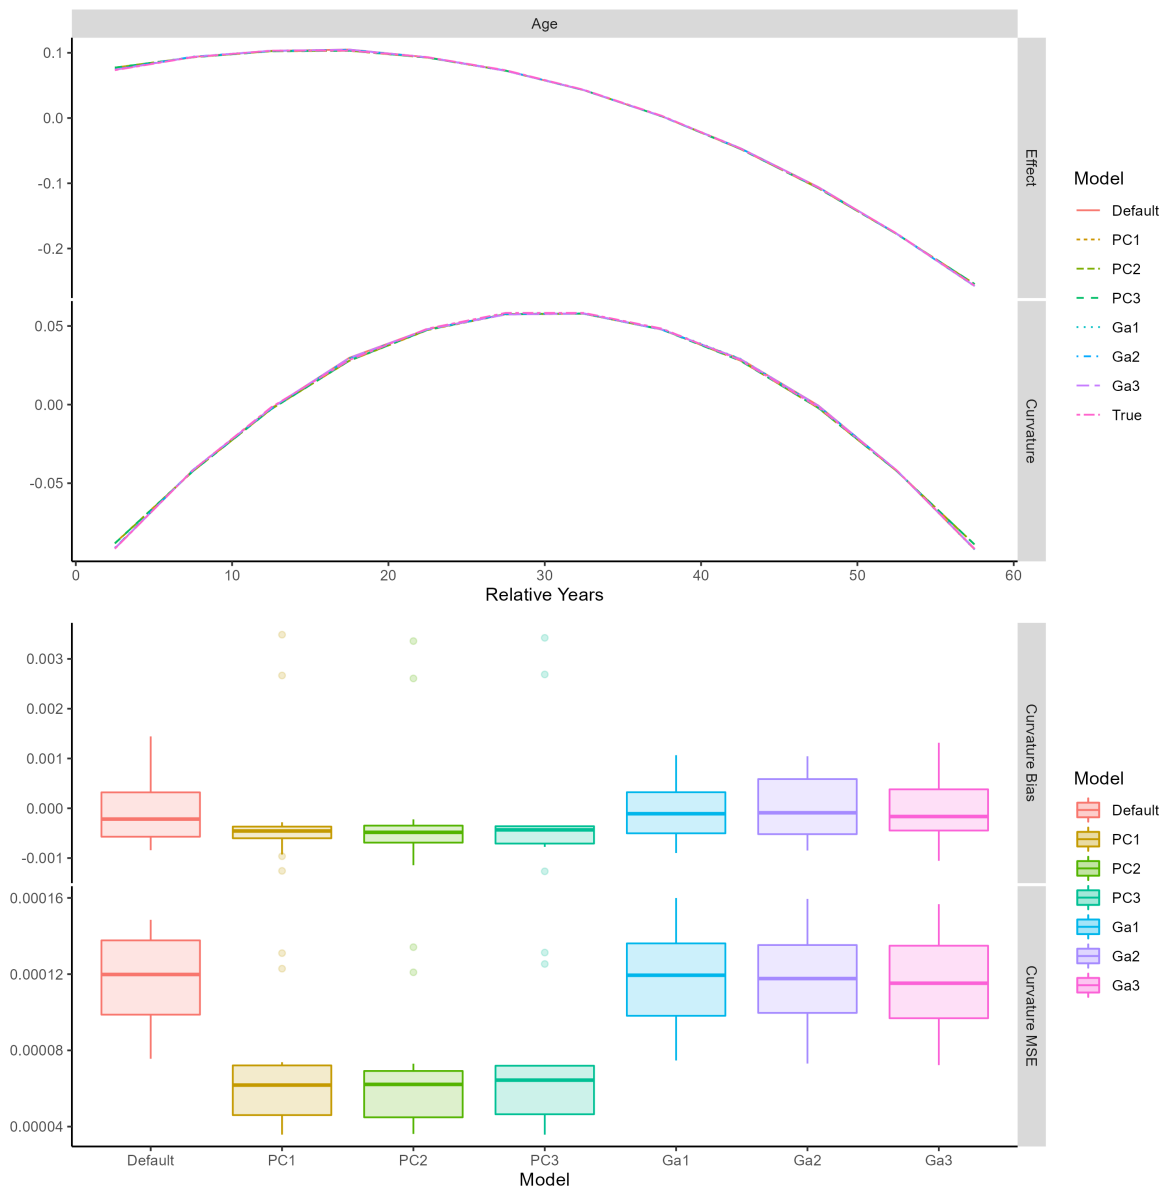 Age
0.1
0.0
-0.1
-0.2
Effect
0.05
0.00
-0.05
Curvature
0 10 20 30 40 50 60
Relative Years
Model
Default
PC1
PC2
PC3
Ga1
Ga2
Ga3
True
0.003
0.002
0.001
0.000
-0.001
Curvature Bias
0.00016
0.00012
0.00008
0.00004
Curvature MSE
Default PC1 PC2 PC3 Ga1 Ga2 Ga3
Model
Model
Default
PC1
PC2
PC3
Ga1
Ga2
Ga3